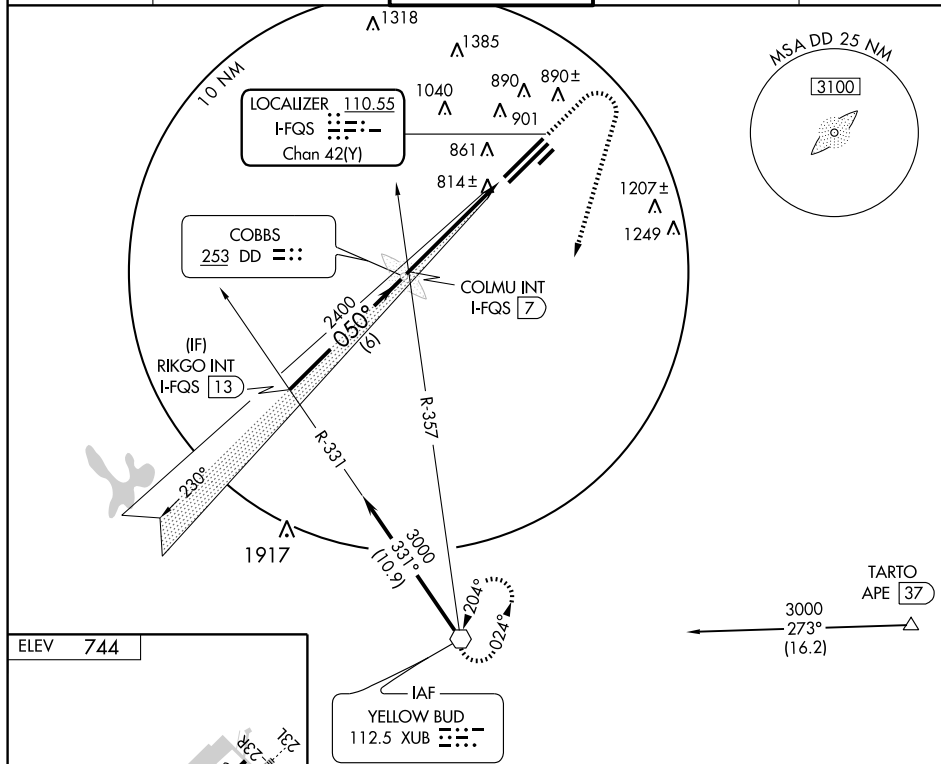 1318
1385
10 NM
MSA DD 25 NM
3100
LOCALIZER 110.55
I-FQS
Chan 42(Y)
1040
890
890±
901
861
814±
1207±
1249
COBBS
253 DD
COLMU INT
I-FQS 7
2400
050°
(6)
(IF)
RIKGO INT
I-FQS 13
R-357
R-331
230°
1917
3000
331°
(10.9)
204°
024°
TARTO
APE 37
3000
273°
(16.2)
ELEV 744
IAF
YELLOW BUD
112.5 XUB
23R
23L